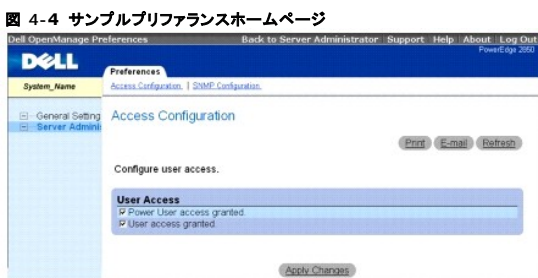 図 4-4 サンプルプリファランスホームページ
Dell OpenManage Preferences Back to Server Administrator Support Help About Log Out
PowerEdge 2850
DELL
Preferences
System_Name
Access Configuration | SNMP Configuration
General Setting
Server Adminis
Access Configuration
Print E-mail Refresh
Configure user access.
User Access
Power User access granted.
User access granted.
Apply Changes